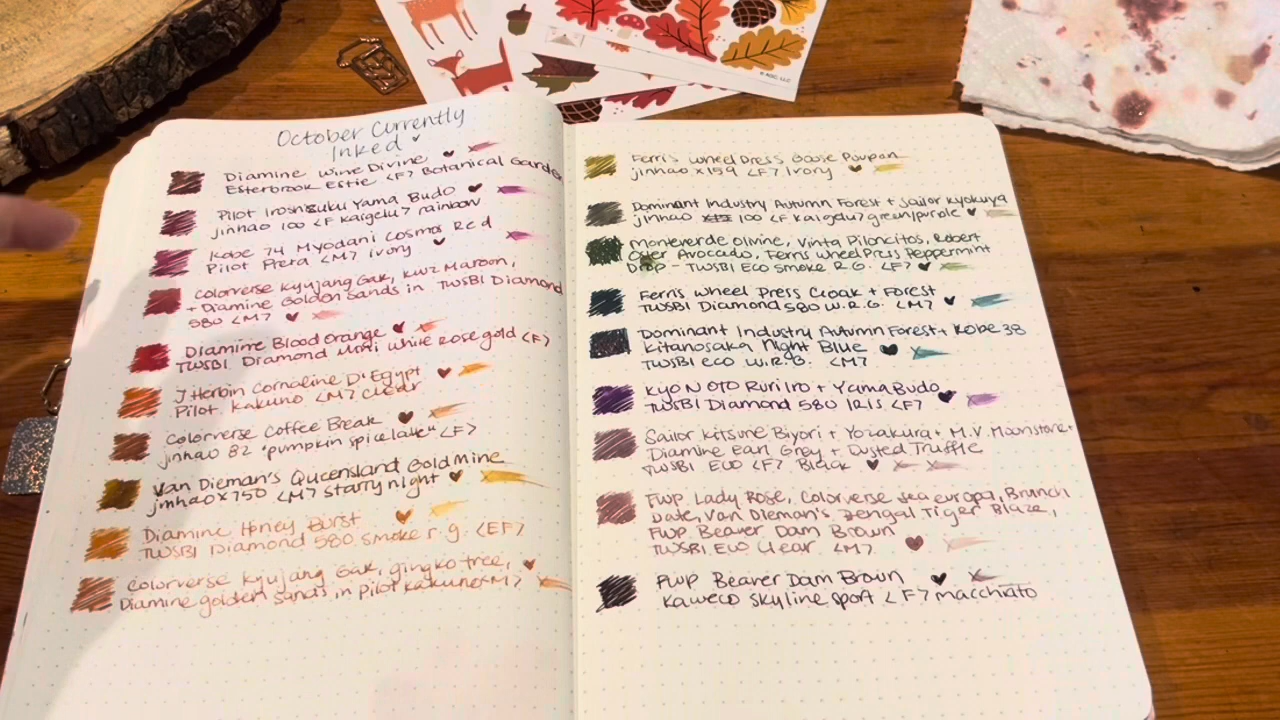 October Currently
Inked
Diamine Wine Divine
Esterbrook Estie <F> Botanical Garden
Pilot Iroshizuku Yama Budo
jinhao 100 <F Kaigelu> rainbow
Kobe 74 Myodani Cosmos Red
Pilot Prera <M> Ivory
Colorverse Kyujang Gak, KWZ Maroon,
+ Diamine Golden Sands in TWSBI Diamond
580 <M>
Diamine Blood Orange
TWSBI Diamond Mini White Rosegold <F>
J Herbin Cornaline D'Egypt
Pilot Kakuno <M> clear
Colorverse Coffee Break
jinhao 82 "pumpkin spice latte" <F>
Van Dieman's Queensland Gold Mine
jinhao x750 <M> starry night
Diamine Honey Burst
TWSBI Diamond 580 smoke r.g. <EF>
Colorverse Kyujang Gak, gingko tree,
Diamine golden sands in pilot kakuno <M>
Ferris Wheel Press Goose Poupon
jinhao x159 <F> Ivory
Dominant Industry Autumn Forest + Sailor Kyokuya
jinhao 100 <F Kaigelu> green/purple
Monteverde Olivine, Vinta Piloncitos, Robert
Oster Avocado, Ferris Wheel Press Peppermint
Drop - TWSBI Eco Smoke R.G. <F>
Ferris Wheel Press Cloak + Forest
TWSBI Diamond 580 W.R.G. <M>
Dominant Industry Autumn Forest + Kobe 38
Kitanosaka Night Blue
TWSBI eco W.R.G. <M>
Kyo No Oto Ruri Iro + Yama Budo
TWSBI Diamond 580 IRIS <F>
Sailor Kitsune Biyori + Yozakura + M.V. Moonstone +
Diamine Earl Grey + Dusted Truffle
TWSBI ECO <F> Black
FWP Lady Rose, Colorverse sea europa, Brunch
Date, Van Dieman's Bengal Tiger Blaze,
FWP Beaver Dam Brown
TWSBI ECO Clear <M>
FWP Beaver Dam Brown
Kaweco skyline sport <F> macchiato
© AGC, LLC